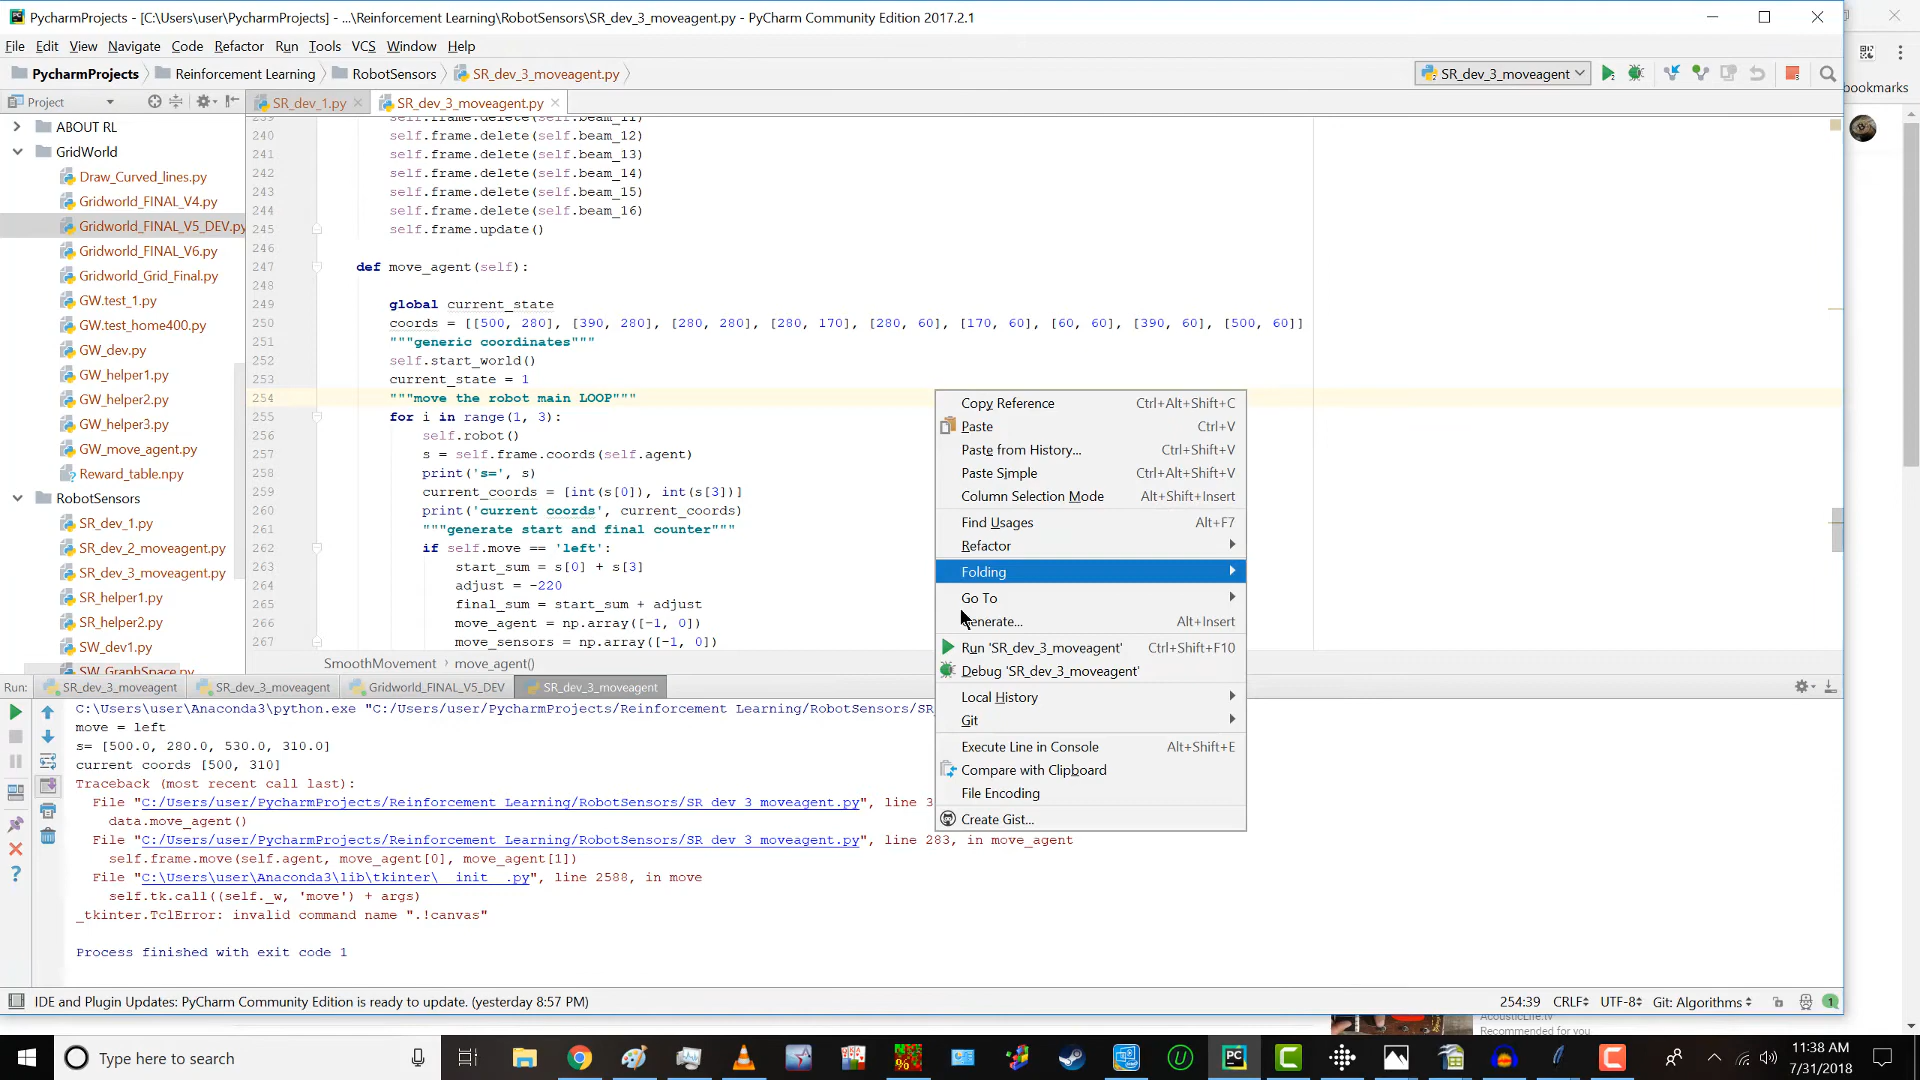 PycharmProjects - [C:\Users\user\PycharmProjects] - ...\Reinforcement Learning\RobotSensors\SR_dev_3_moveagent.py - PyCharm Community Edition 2017.2.1
File Edit View Navigate Code Refactor Run Tools VCS Window Help
PycharmProjects Reinforcement Learning RobotSensors SR_dev_3_moveagent.py SR_dev_3_moveagent
bookmarks
Project SR_dev_1.py SR_dev_3_moveagent.py
ABOUT RL
GridWorld
Draw_Curved_lines.py
Gridworld_FINAL_V4.py
Gridworld_FINAL_V5_DEV.py
Gridworld_FINAL_V6.py
Gridworld_Grid_Final.py
GW.test_1.py
GW.test_home400.py
GW_dev.py
GW_helper1.py
GW_helper2.py
GW_helper3.py
GW_move_agent.py
Reward_table.npy
RobotSensors
SR_dev_1.py
SR_dev_2_moveagent.py
SR_dev_3_moveagent.py
SR_helper1.py
SR_helper2.py
SW_dev1.py
SW_GraphSpace.py
239 self.frame.delete(self.beam_11)
240 self.frame.delete(self.beam_12)
241 self.frame.delete(self.beam_13)
242 self.frame.delete(self.beam_14)
243 self.frame.delete(self.beam_15)
244 self.frame.delete(self.beam_16)
245 self.frame.update()
246
247 def move_agent(self):
248
249 global current_state
250 coords = [[500, 280], [390, 280], [280, 280], [280, 170], [280, 60], [170, 60], [60, 60], [390, 60], [500, 60]]
251 """generic coordinates"""
252 self.start_world()
253 current_state = 1
254 """move the robot main LOOP"""
255 for i in range(1, 3):
256 self.robot()
257 s = self.frame.coords(self.agent)
258 print('s=', s)
259 current_coords = [int(s[0]), int(s[3])]
260 print('current coords', current_coords)
261 """generate start and final counter"""
262 if self.move == 'left':
263 start_sum = s[0] + s[3]
264 adjust = -220
265 final_sum = start_sum + adjust
266 move_agent = np.array([-1, 0])
267 move_sensors = np.array([-1, 0])
SmoothMovement move_agent()
Copy Reference Ctrl+Alt+Shift+C
Paste Ctrl+V
Paste from History... Ctrl+Shift+V
Paste Simple Ctrl+Alt+Shift+V
Column Selection Mode Alt+Shift+Insert
Find Usages Alt+F7
Refactor
Folding
Go To
enerate... Alt+Insert
Run 'SR_dev_3_moveagent' Ctrl+Shift+F10
Debug 'SR_dev_3_moveagent'
Local History
Git
Execute Line in Console Alt+Shift+E
Compare with Clipboard
File Encoding
Create Gist...
Run: SR_dev_3_moveagent SR_dev_3_moveagent Gridworld_FINAL_V5_DEV SR_dev_3_moveagent
C:\Users\user\Anaconda3\python.exe "C:/Users/user/PycharmProjects/Reinforcement Learning/RobotSensors/SR_
move = left
s= [500.0, 280.0, 530.0, 310.0]
current coords [500, 310]
Traceback (most recent call last):
File "C:/Users/user/PycharmProjects/Reinforcement Learning/RobotSensors/SR_dev_3_moveagent.py", line 3
data.move_agent()
File "C:/Users/user/PycharmProjects/Reinforcement Learning/RobotSensors/SR_dev_3_moveagent.py", line 283, in move_agent
self.frame.move(self.agent, move_agent[0], move_agent[1])
File "C:\Users\user\Anaconda3\lib\tkinter\__init__.py", line 2588, in move
self.tk.call((self._w, 'move') + args)
_tkinter.TclError: invalid command name ".!canvas"
Process finished with exit code 1
IDE and Plugin Updates: PyCharm Community Edition is ready to update. (yesterday 8:57 PM) 254:39 CRLF UTF-8 Git: Algorithms 1
AcousticLife.tv
Recommended for you
Type here to search
11:38 AM
7/31/2018